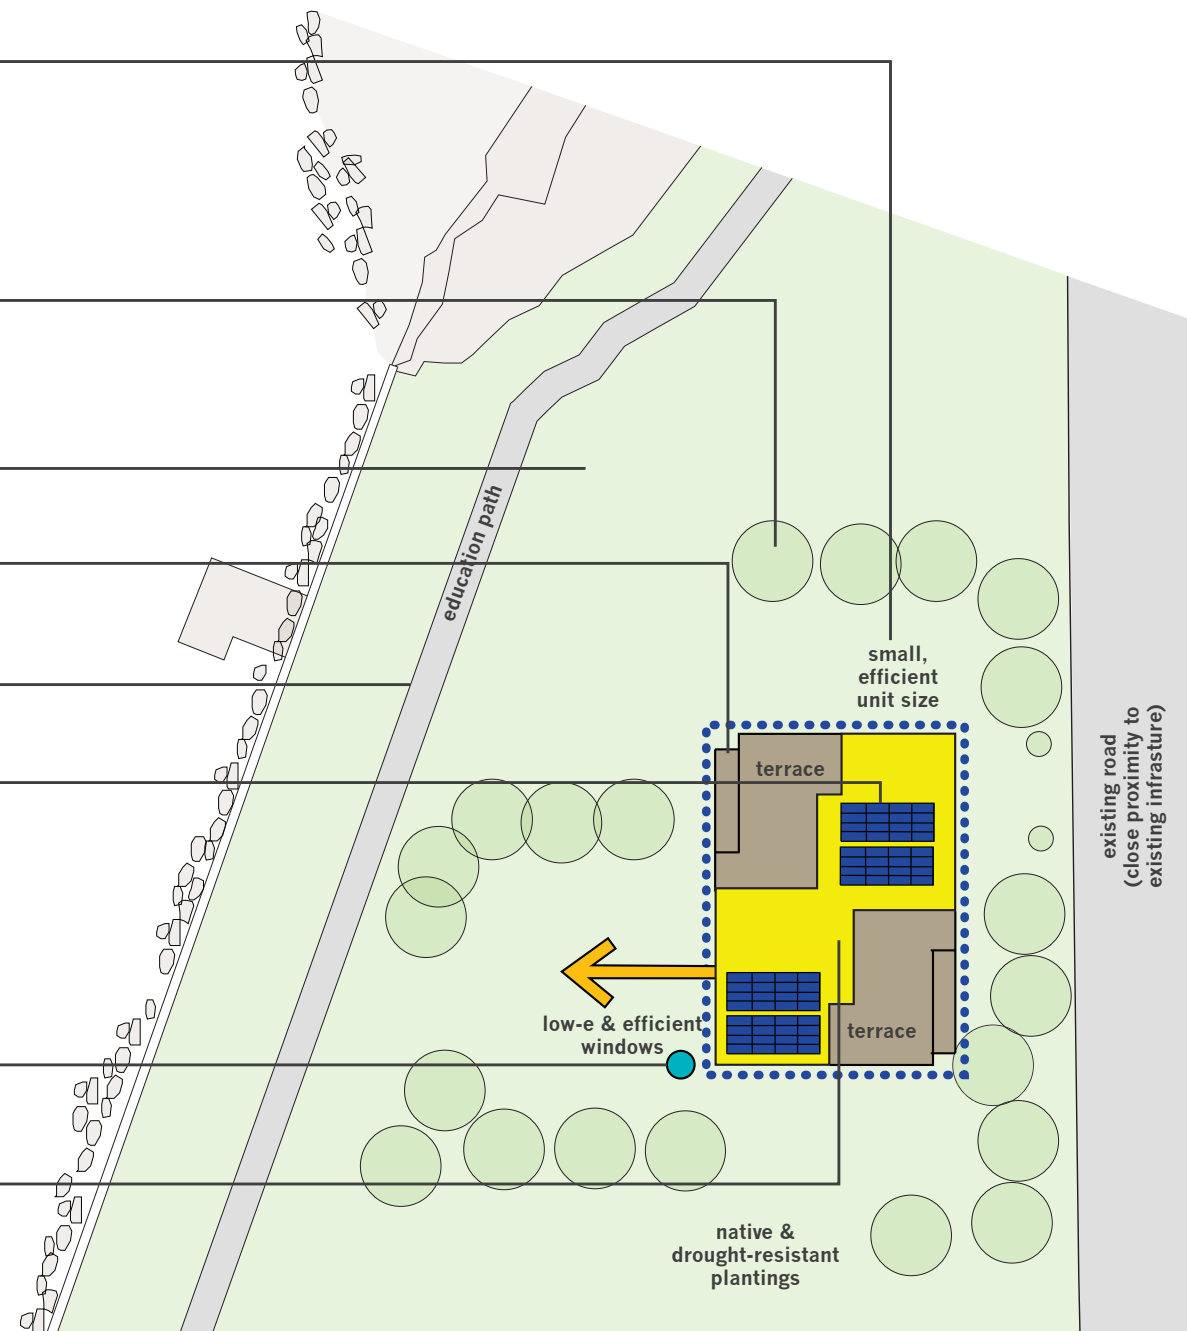 education path
small,
efficient
unit size
existing road
(close proximity to
existing infrasture)
terrace
low-e & efficient
windows
terrace
native &
drought-resistant
plantings